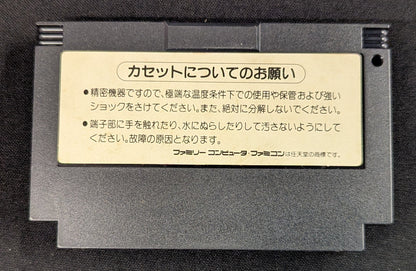 カセットについてのお願い
●精密機器ですので、極端な温度条件下での使用や保管および強い
ショックをさけてください。また、絶対に分解しないでください。
●端子部に手を触れたり、水にぬらしたりして汚さないようにして
ください。故障の原因となります。
ファミリーコンピュータ・ファミコンは任天堂の商標です。